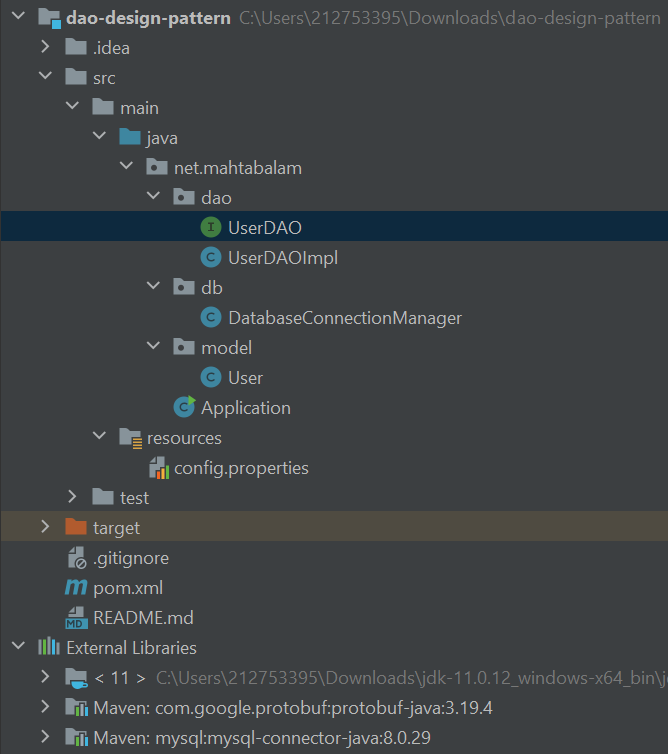 dao-design-pattern C:\Users\212753395\Downloads\dao-design-pattern
.idea
src
main
java
net.mahtabalam
dao
I UserDAO
C UserDAOImpl
db
C DatabaseConnectionManager
model
C User
C Application
resources
config.properties
test
target
.gitignore
m pom.xml
MD README.md
External Libraries
< 11 > C:\Users\212753395\Downloads\jdk-11.0.12_windows-x64_bin\j
Maven: com.google.protobuf:protobuf-java:3.19.4
Maven: mysql:mysql-connector-java:8.0.29